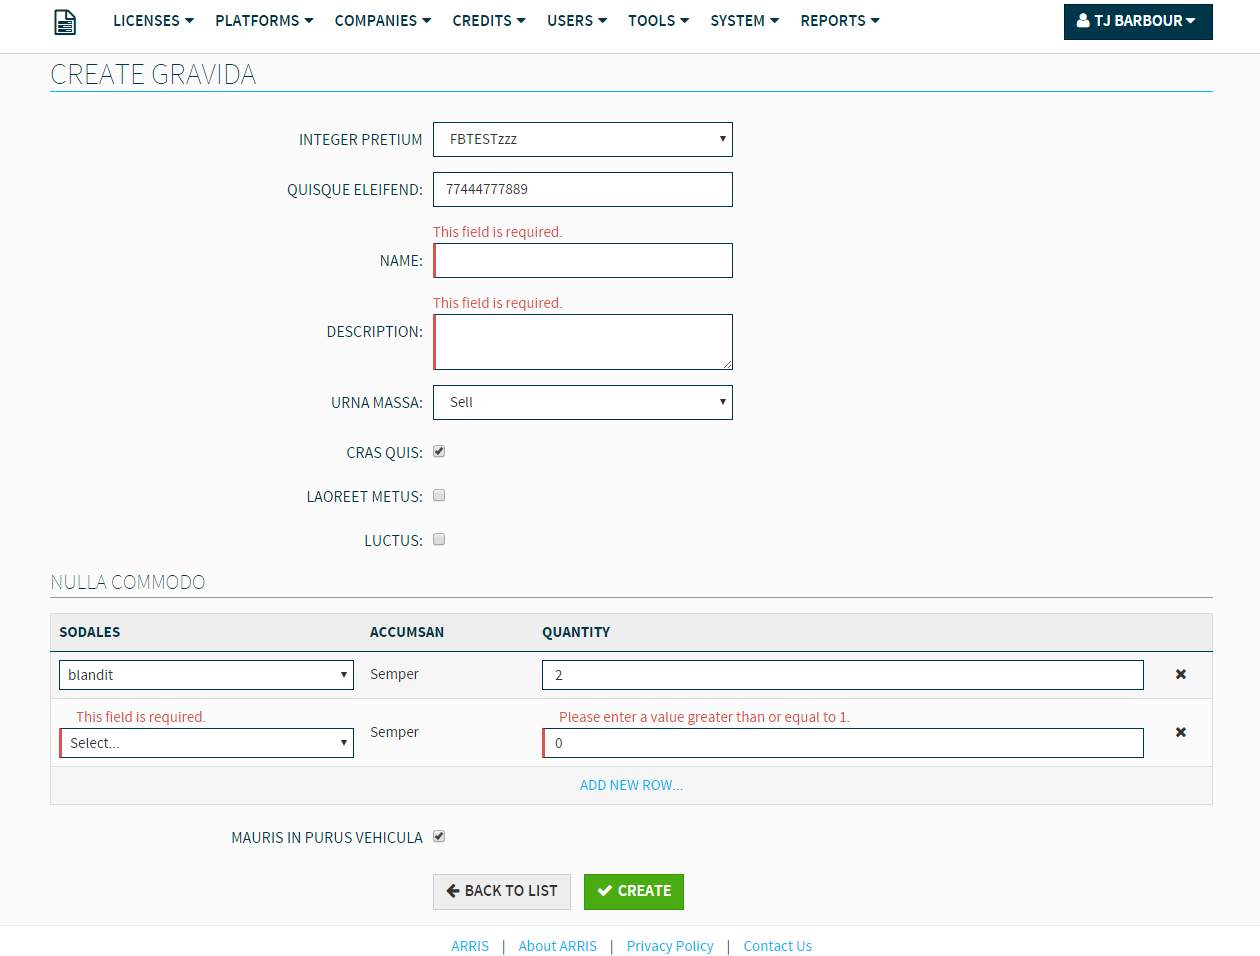 LICENSES PLATFORMS COMPANIES CREDITS USERS TOOLS SYSTEM REPORTS TJ BARBOUR
CREATE GRAVIDA
INTEGER PRETIUM FBTESTzzz
QUISQUE ELEIFEND: 77444777889
This field is required.
NAME:
This field is required.
DESCRIPTION:
URNA MASSA: Sell
CRAS QUIS:
LAOREET METUS:
LUCTUS:
NULLA COMMODO
SODALES ACCUMSAN QUANTITY
blandit Semper 2
This field is required. Please enter a value greater than or equal to 1.
Select... Semper 0
ADD NEW ROW...
MAURIS IN PURUS VEHICULA
BACK TO LIST CREATE
ARRIS | About ARRIS | Privacy Policy | Contact Us